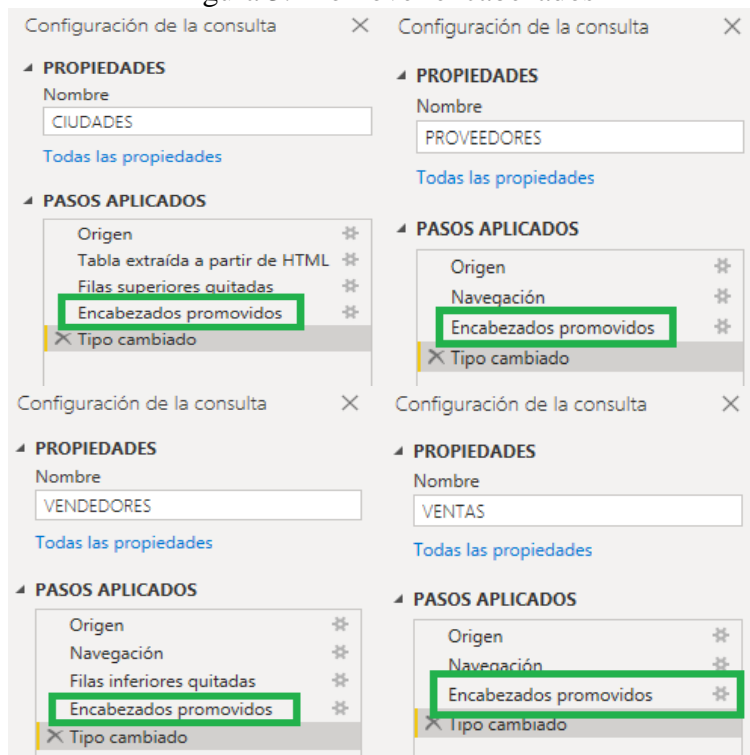 Configuración de la consulta
PROPIEDADES
Nombre
CIUDADES
Todas las propiedades
PASOS APLICADOS
Origen
Tabla extraída a partir de HTML
Filas superiores quitadas
Encabezados promovidos
Tipo cambiado
Configuración de la consulta
PROPIEDADES
Nombre
PROVEEDORES
Todas las propiedades
PASOS APLICADOS
Origen
Navegación
Encabezados promovidos
Tipo cambiado
Configuración de la consulta
PROPIEDADES
Nombre
VENDEDORES
Todas las propiedades
PASOS APLICADOS
Origen
Navegación
Filas inferiores quitadas
Encabezados promovidos
Tipo cambiado
Configuración de la consulta
PROPIEDADES
Nombre
VENTAS
Todas las propiedades
PASOS APLICADOS
Origen
Navegación
Encabezados promovidos
Tipo cambiado